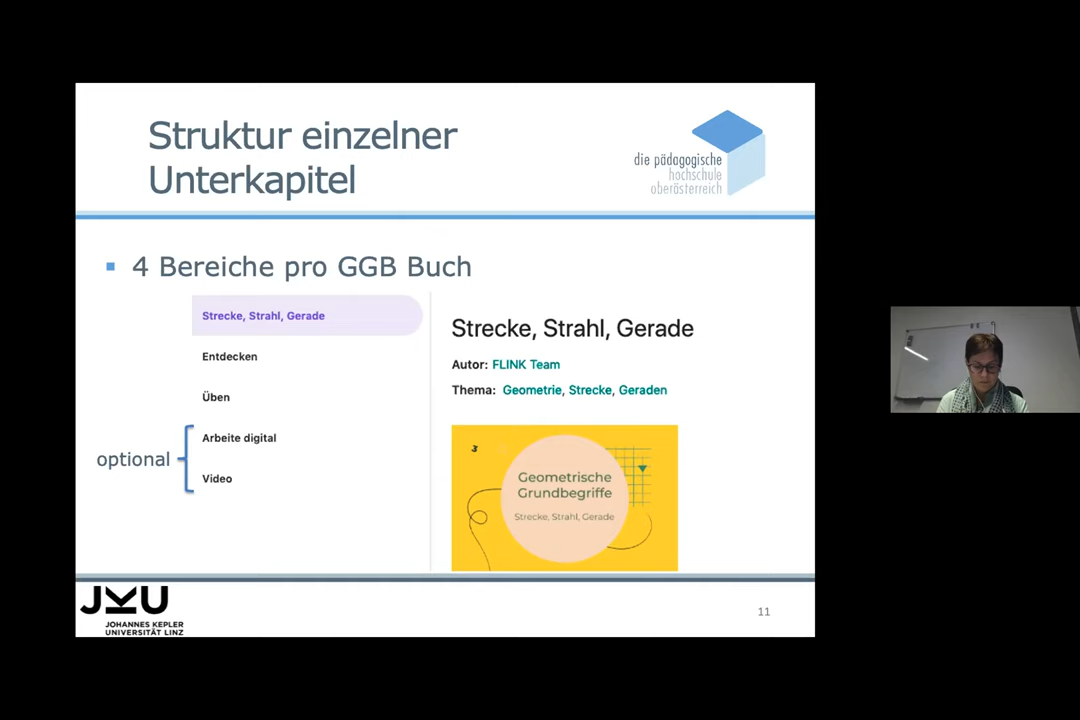 Struktur einzelner
Unterkapitel
die pädagogische
hochschule
oberösterreich
4 Bereiche pro GGB Buch
Strecke, Strahl, Gerade
Entdecken
Üben
optional
Arbeite digital
Video
Strecke, Strahl, Gerade
Autor: FLINK Team
Thema: Geometrie, Strecke, Geraden
Geometrische
Grundbegriffe
Strecke, Strahl, Gerade
JKU
JOHANNES KEPLER
UNIVERSITÄT LINZ
11